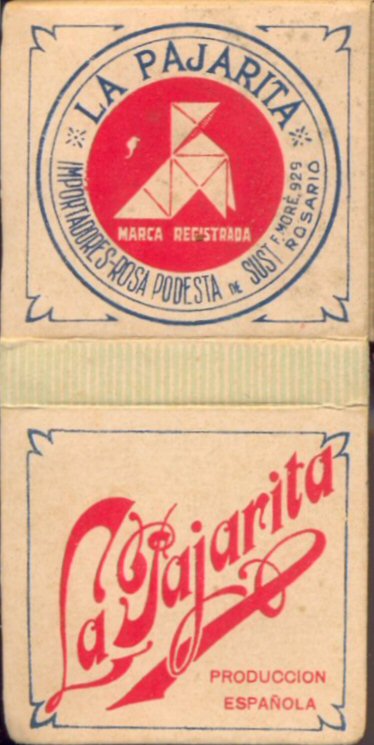 LA PAJARITA
MARCA REGISTRADA
IMPORTADORES-ROSA PODESTA DE SUST F. MORÉ, 929
ROSARIO
La Pajarita
PRODUCCION
ESPAÑOLA